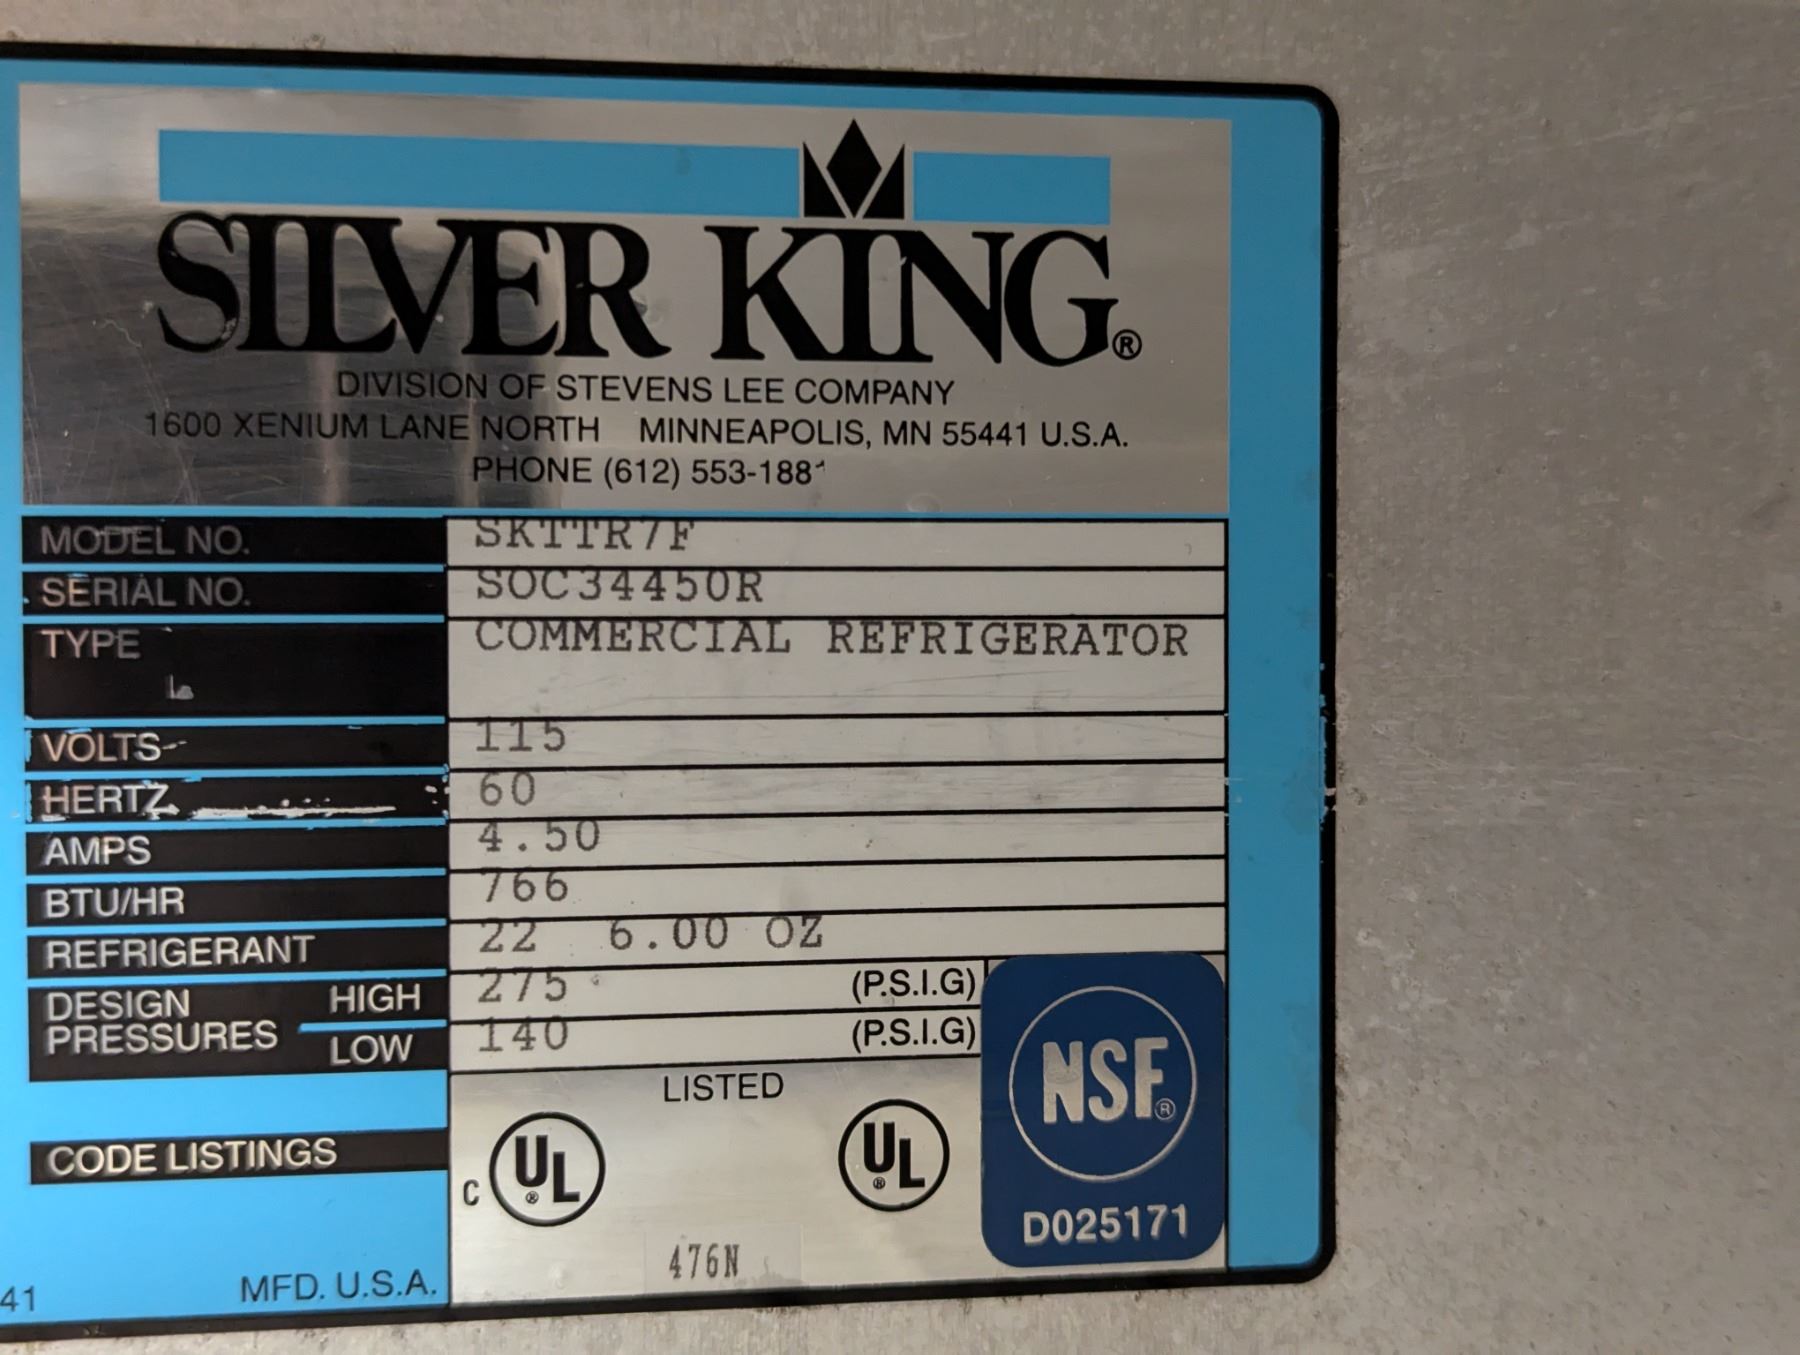 SILVER KING®
DIVISION OF STEVENS LEE COMPANY
1600 XENIUM LANE NORTH MINNEAPOLIS, MN 55441 U.S.A.
PHONE (612) 553-1881
MODEL NO. SKTTR7F
SERIAL NO. SOC34450R
TYPE COMMERCIAL REFRIGERATOR
VOLTS 115
HERTZ 60
AMPS 4.50
BTU/HR 766
REFRIGERANT 22 6.00 OZ
DESIGN PRESSURES HIGH 275 (P.S.I.G)
LOW 140 (P.S.I.G)
LISTED
CODE LISTINGS
C UL® UL®
NSF®
D025171
476N
41 MFD. U.S.A.